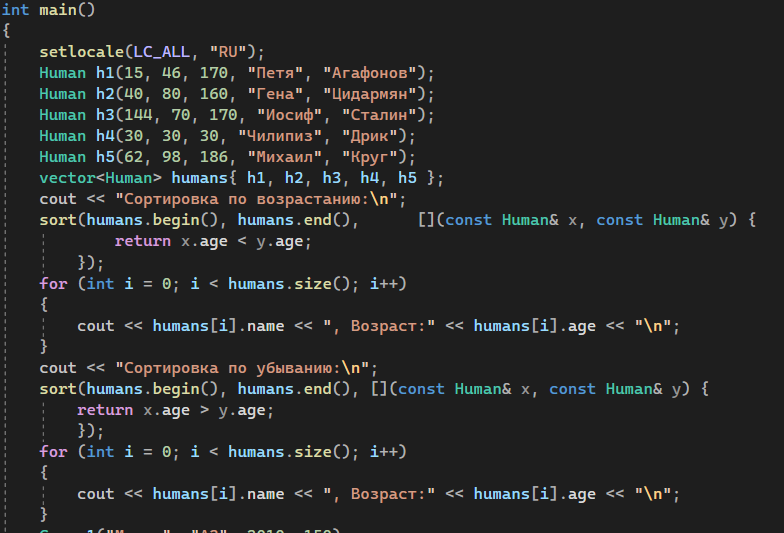 int main()
{
setlocale(LC_ALL, "RU");
Human h1(15, 46, 170, "Петя", "Агафонов");
Human h2(40, 80, 160, "Гена", "Цидармян");
Human h3(144, 70, 170, "Иосиф", "Сталин");
Human h4(30, 30, 30, "Чилипиз", "Дрик");
Human h5(62, 98, 186, "Михаил", "Круг");
vector<Human> humans{ h1, h2, h3, h4, h5 };
cout << "Сортировка по возрастанию:\n";
sort(humans.begin(), humans.end(),      [](const Human& x, const Human& y) {
return x.age < y.age;
});
for (int i = 0; i < humans.size(); i++)
{
cout << humans[i].name << ", Возраст:" << humans[i].age << "\n";
}
cout << "Сортировка по убыванию:\n";
sort(humans.begin(), humans.end(), [](const Human& x, const Human& y) {
return x.age > y.age;
});
for (int i = 0; i < humans.size(); i++)
{
cout << humans[i].name << ", Возраст:" << humans[i].age << "\n";
}